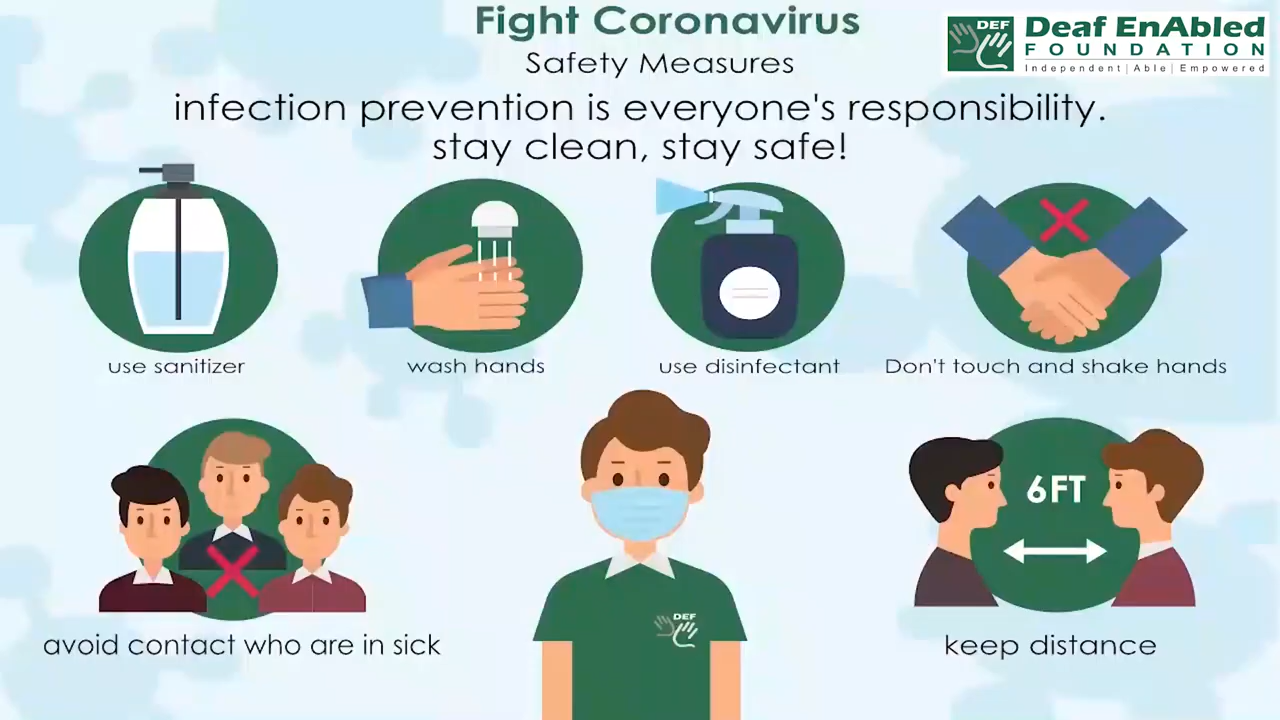 Fight Coronavirus
DEF
Deaf EnAbled
FOUNDATION
Independent | Able | Empowered
Safety Measures
infection prevention is everyone's responsibility.
stay clean, stay safe!
use sanitizer
wash hands
use disinfectant
Don't touch and shake hands
6FT
DEF
avoid contact who are in sick
keep distance